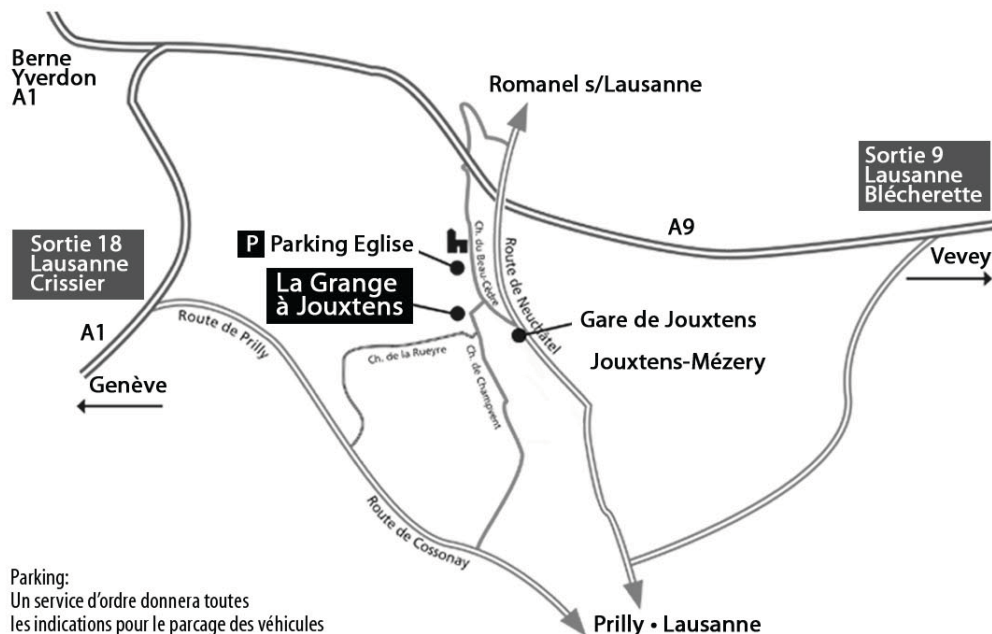 Berne
Yverdon
A1
Romanel s/Lausanne
Sortie 9
Lausanne
Blécherette
A9
Vevey
Sortie 18
Lausanne
Crissier
P Parking Eglise
La Grange
à Jouxtens
Ch. du Beau-Cèdre
Route de Neuchâtel
A1
Route de Prilly
Gare de Jouxtens
Jouxtens-Mézery
Ch. de la Rueyre
Ch. de Champvent
Genève
Route de Cossonay
Parking:
Un service d'ordre donnera toutes
les indications pour le parcage des véhicules
Prilly • Lausanne